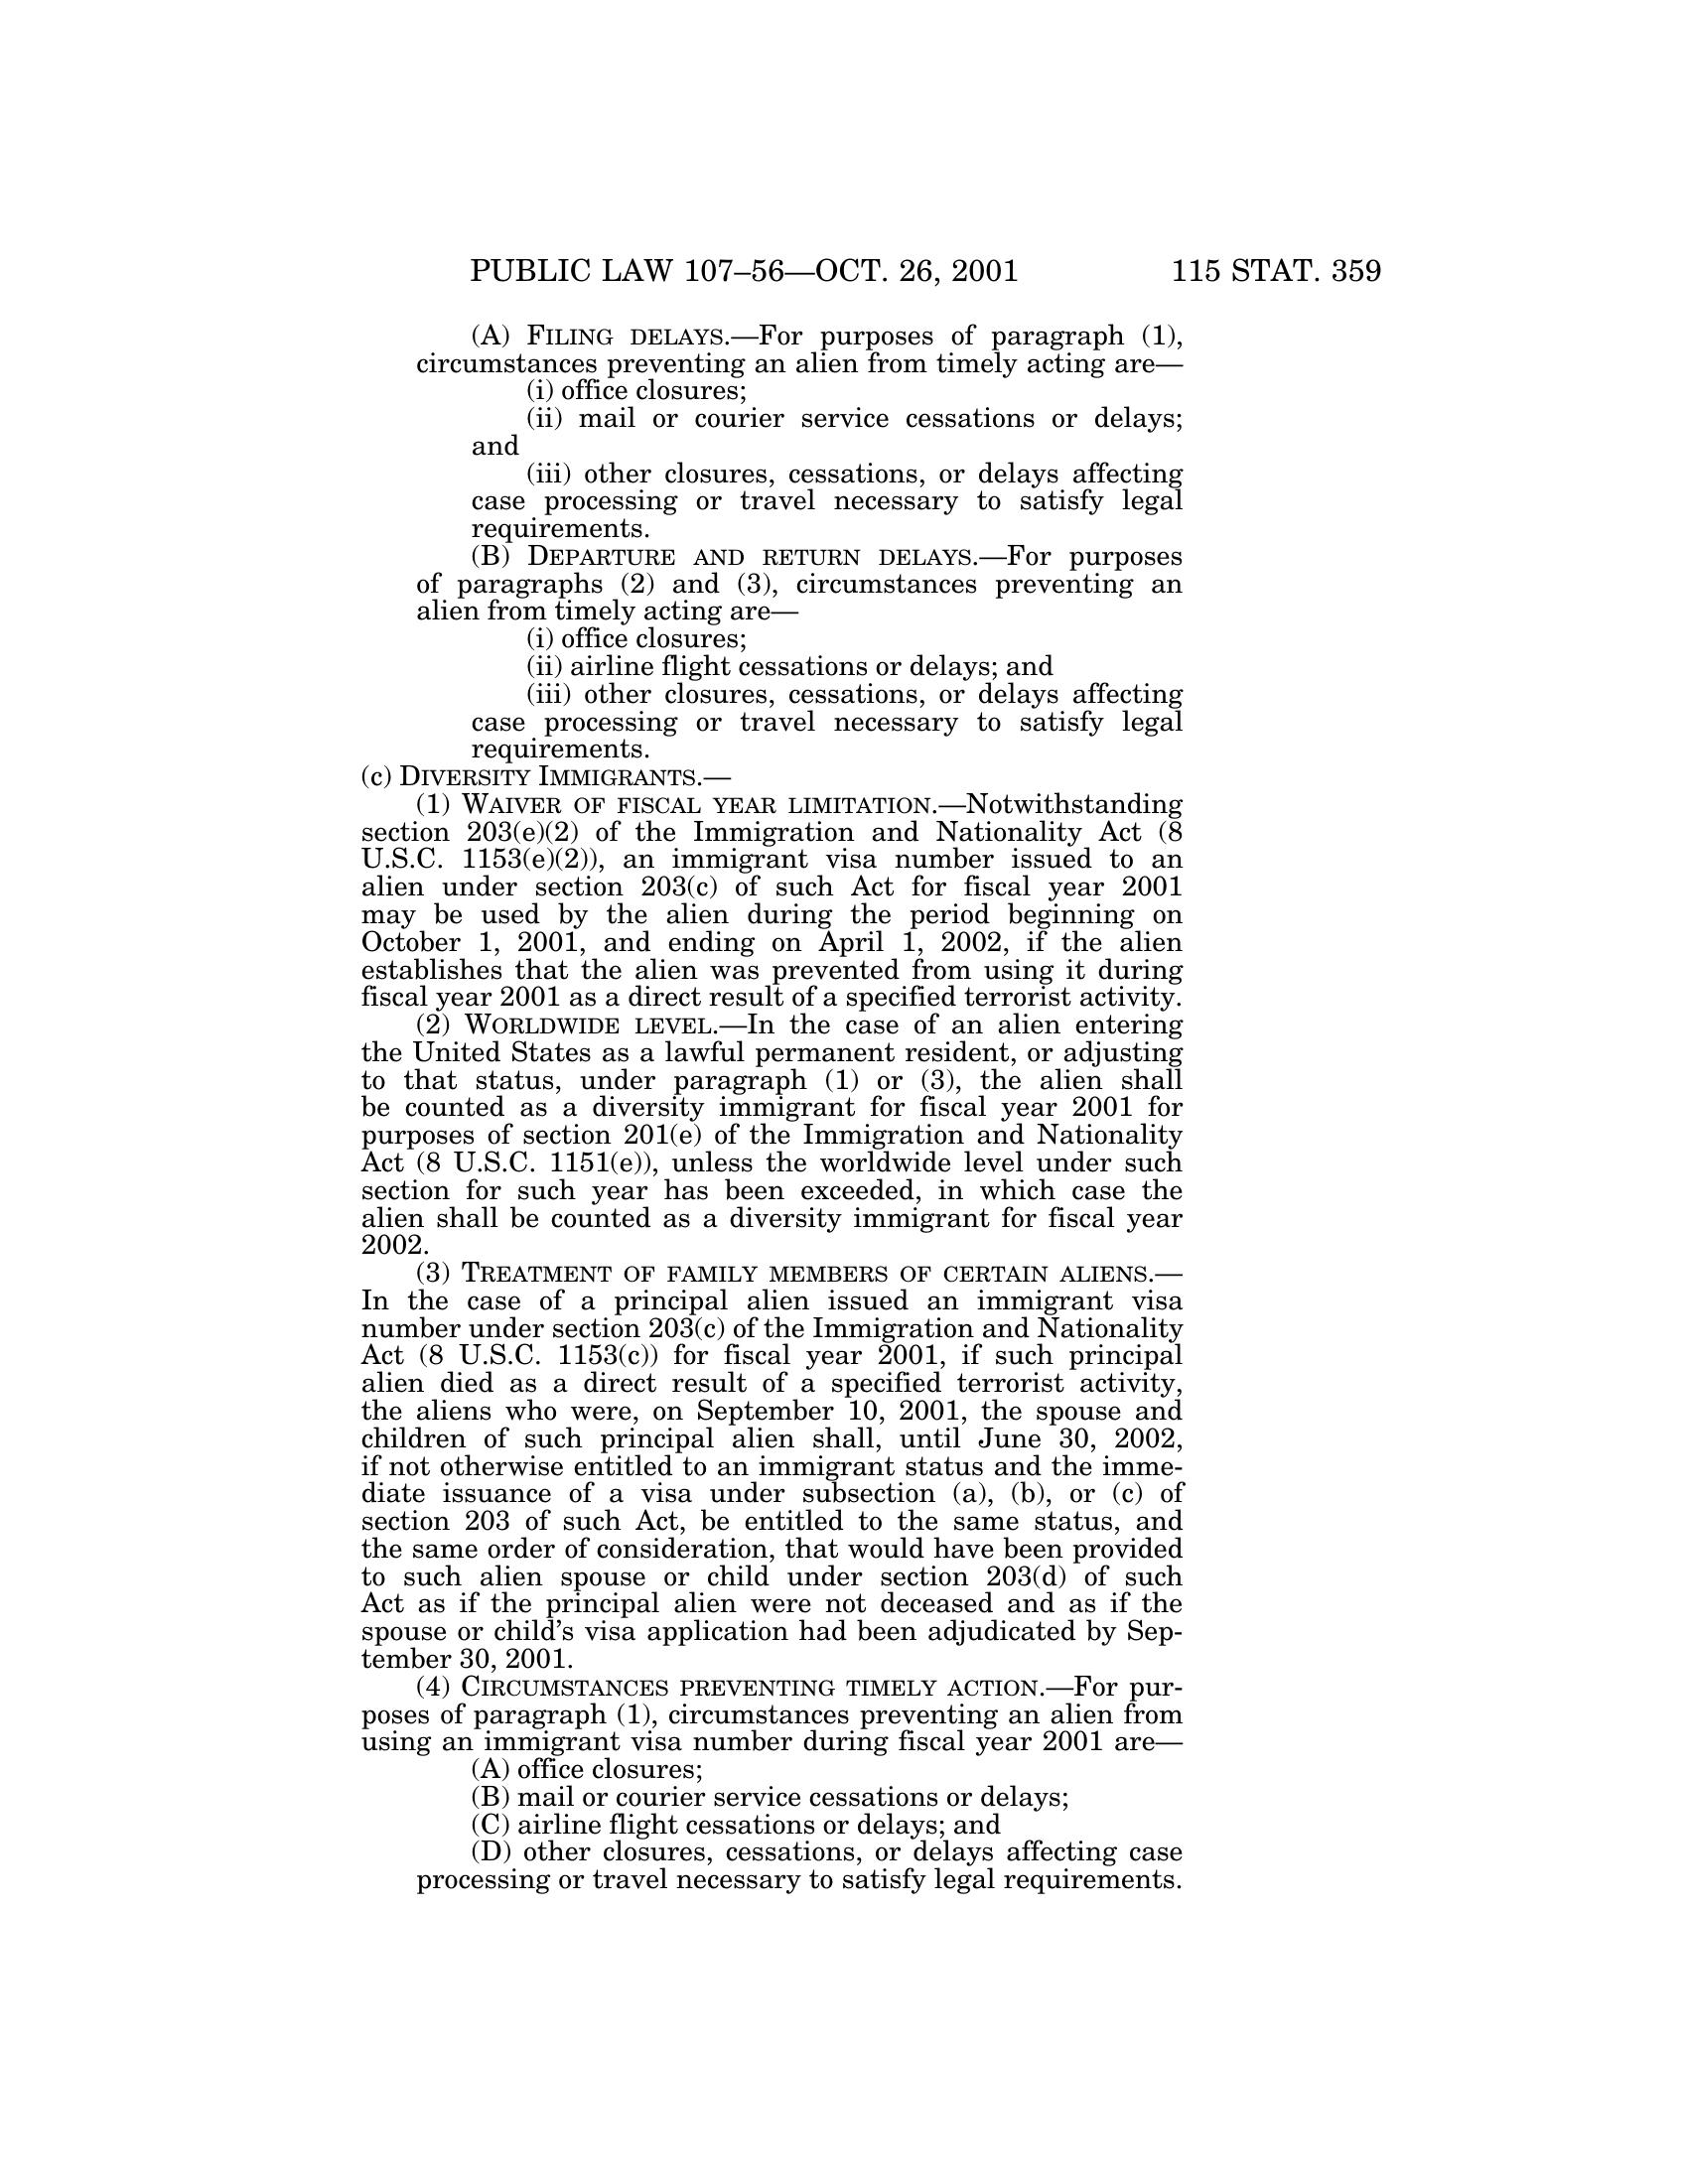 PUBLIC LAW 107–56—OCT. 26, 2001 115 STAT. 359
(A) FILING DELAYS.—For purposes of paragraph (1),
circumstances preventing an alien from timely acting are—
(i) office closures;
(ii) mail or courier service cessations or delays;
and
(iii) other closures, cessations, or delays affecting
case processing or travel necessary to satisfy legal
requirements.
(B) DEPARTURE AND RETURN DELAYS.—For purposes
of paragraphs (2) and (3), circumstances preventing an
alien from timely acting are—
(i) office closures;
(ii) airline flight cessations or delays; and
(iii) other closures, cessations, or delays affecting
case processing or travel necessary to satisfy legal
requirements.
(c) DIVERSITY IMMIGRANTS.—
(1) WAIVER OF FISCAL YEAR LIMITATION.—Notwithstanding
section 203(e)(2) of the Immigration and Nationality Act (8
U.S.C. 1153(e)(2)), an immigrant visa number issued to an
alien under section 203(c) of such Act for fiscal year 2001
may be used by the alien during the period beginning on
October 1, 2001, and ending on April 1, 2002, if the alien
establishes that the alien was prevented from using it during
fiscal year 2001 as a direct result of a specified terrorist activity.
(2) WORLDWIDE LEVEL.—In the case of an alien entering
the United States as a lawful permanent resident, or adjusting
to that status, under paragraph (1) or (3), the alien shall
be counted as a diversity immigrant for fiscal year 2001 for
purposes of section 201(e) of the Immigration and Nationality
Act (8 U.S.C. 1151(e)), unless the worldwide level under such
section for such year has been exceeded, in which case the
alien shall be counted as a diversity immigrant for fiscal year
2002.
(3) TREATMENT OF FAMILY MEMBERS OF CERTAIN ALIENS.—
In the case of a principal alien issued an immigrant visa
number under section 203(c) of the Immigration and Nationality
Act (8 U.S.C. 1153(c)) for fiscal year 2001, if such principal
alien died as a direct result of a specified terrorist activity,
the aliens who were, on September 10, 2001, the spouse and
children of such principal alien shall, until June 30, 2002,
if not otherwise entitled to an immigrant status and the imme-
diate issuance of a visa under subsection (a), (b), or (c) of
section 203 of such Act, be entitled to the same status, and
the same order of consideration, that would have been provided
to such alien spouse or child under section 203(d) of such
Act as if the principal alien were not deceased and as if the
spouse or child’s visa application had been adjudicated by Sep-
tember 30, 2001.
(4) CIRCUMSTANCES PREVENTING TIMELY ACTION.—For pur-
poses of paragraph (1), circumstances preventing an alien from
using an immigrant visa number during fiscal year 2001 are—
(A) office closures;
(B) mail or courier service cessations or delays;
(C) airline flight cessations or delays; and
(D) other closures, cessations, or delays affecting case
processing or travel necessary to satisfy legal requirements.